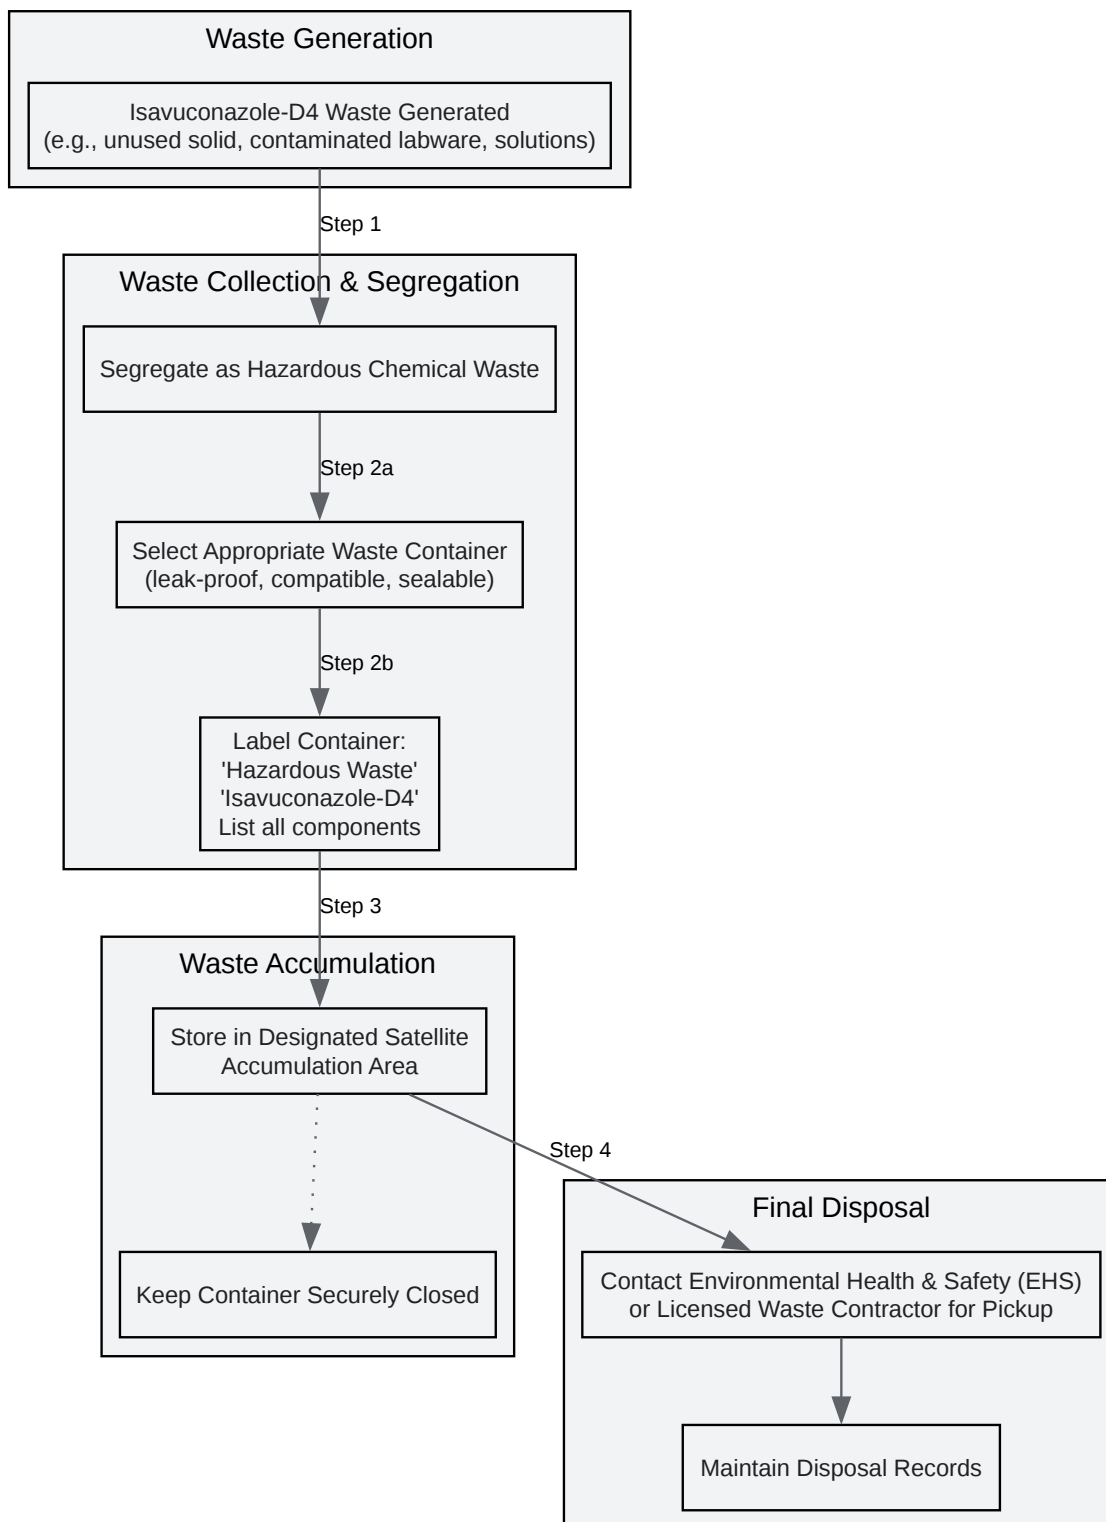 Waste Generation
Isavuconazole-D4 Waste Generated
(e.g., unused solid, contaminated labware, solutions)
Step 1
Waste Collection & Segregation
Segregate as Hazardous Chemical Waste
Step 2a
Select Appropriate Waste Container
(leak-proof, compatible, sealable)
Step 2b
Label Container:
'Hazardous Waste'
'Isavuconazole-D4'
List all components
Step 3
Waste Accumulation
Store in Designated Satellite
Accumulation Area
Step 4
Final Disposal
Keep Container Securely Closed
Contact Environmental Health & Safety (EHS)
or Licensed Waste Contractor for Pickup
Maintain Disposal Records